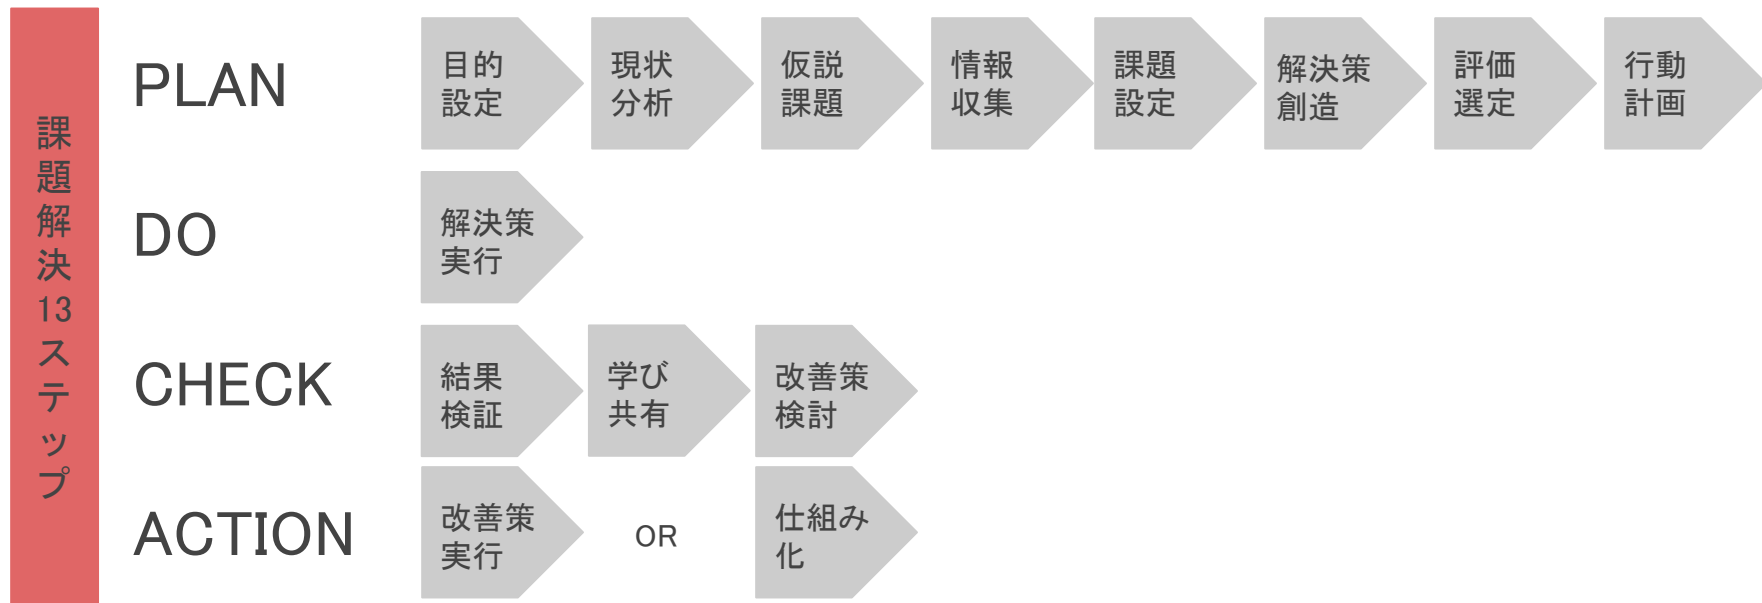 課題解決13ステップ
PLAN
目的
設定
現状
分析
仮説
課題
情報
収集
課題
設定
解決策
創造
評価
選定
行動
計画
DO
解決策
実行
CHECK
結果
検証
学び
共有
改善策
検討
ACTION
改善策
実行
OR
仕組み
化